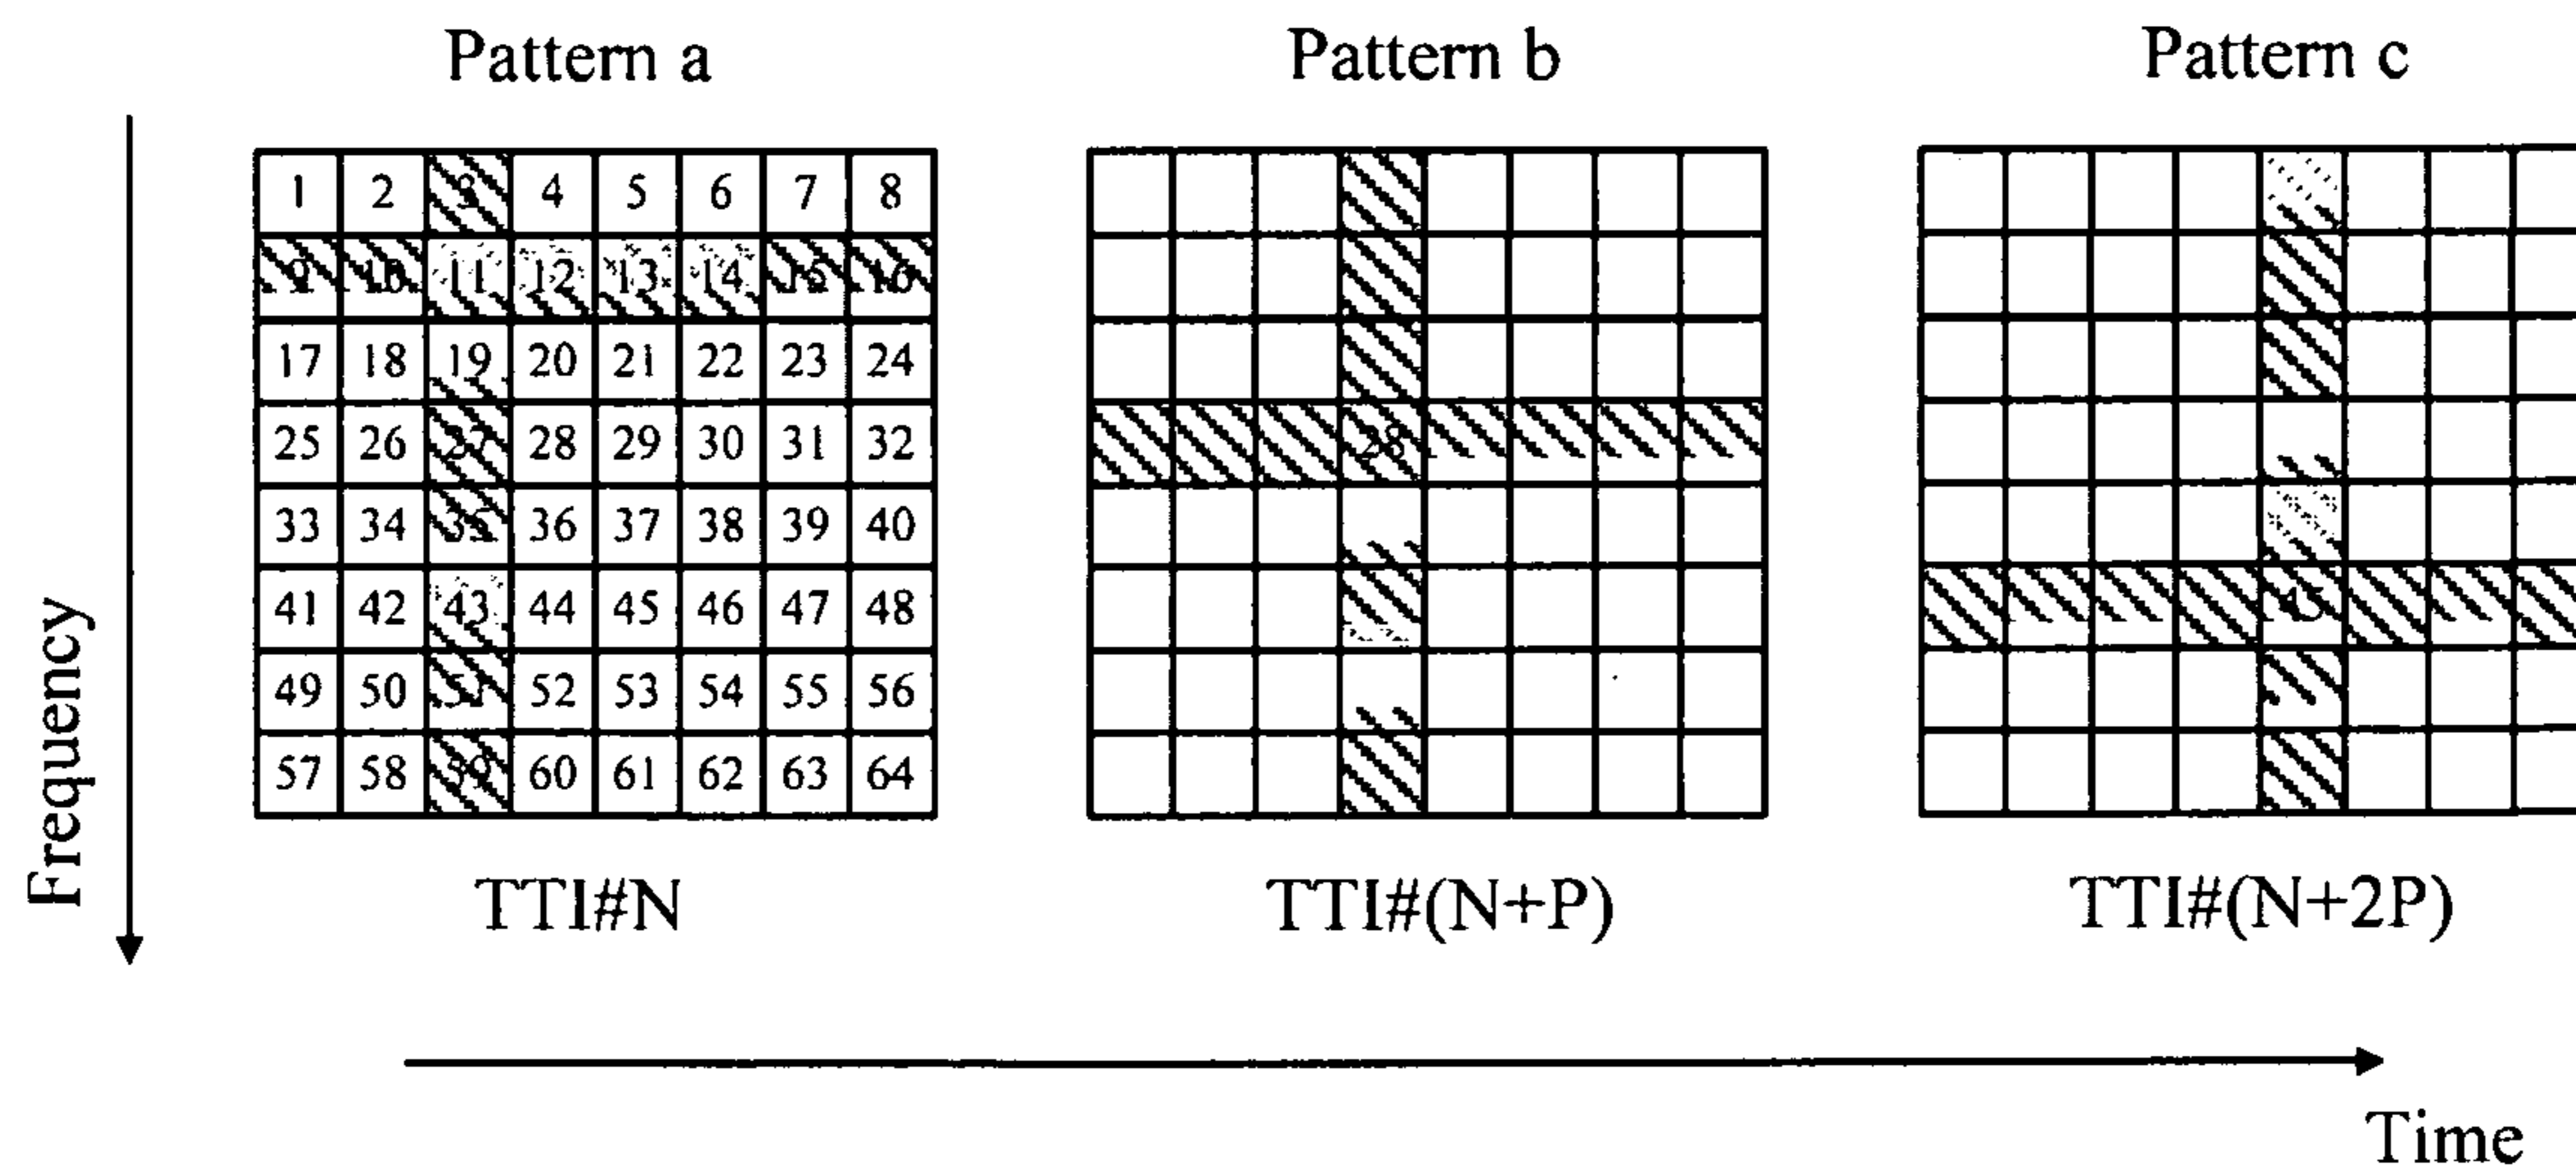 Pattern a Pattern b Pattern c
1 2 3 4 5 6 7 8
9 10 11 12 13 14 15 16
17 18 19 20 21 22 23 24
25 26 27 28 29 30 31 32 28
33 34 35 36 37 38 39 40
41 42 43 44 45 46 47 48 45
49 50 51 52 53 54 55 56
57 58 59 60 61 62 63 64
Frequency
TTI#N TTI#(N+P) TTI#(N+2P)
Time